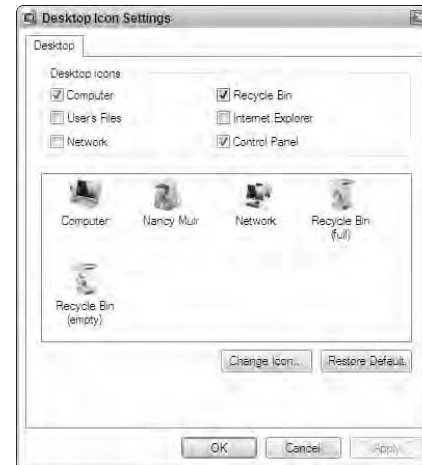 Desktop Icon Settings
Desktop
Desktop icons
Computer
Recycle Bin
User's Files
Internet Explorer
Network
Control Panel
Computer
Nancy Muir
Network
Recycle Bin
(full)
Recycle Bin
(empty)
Change Icon...
Restore Default
OK
Cancel
Apply